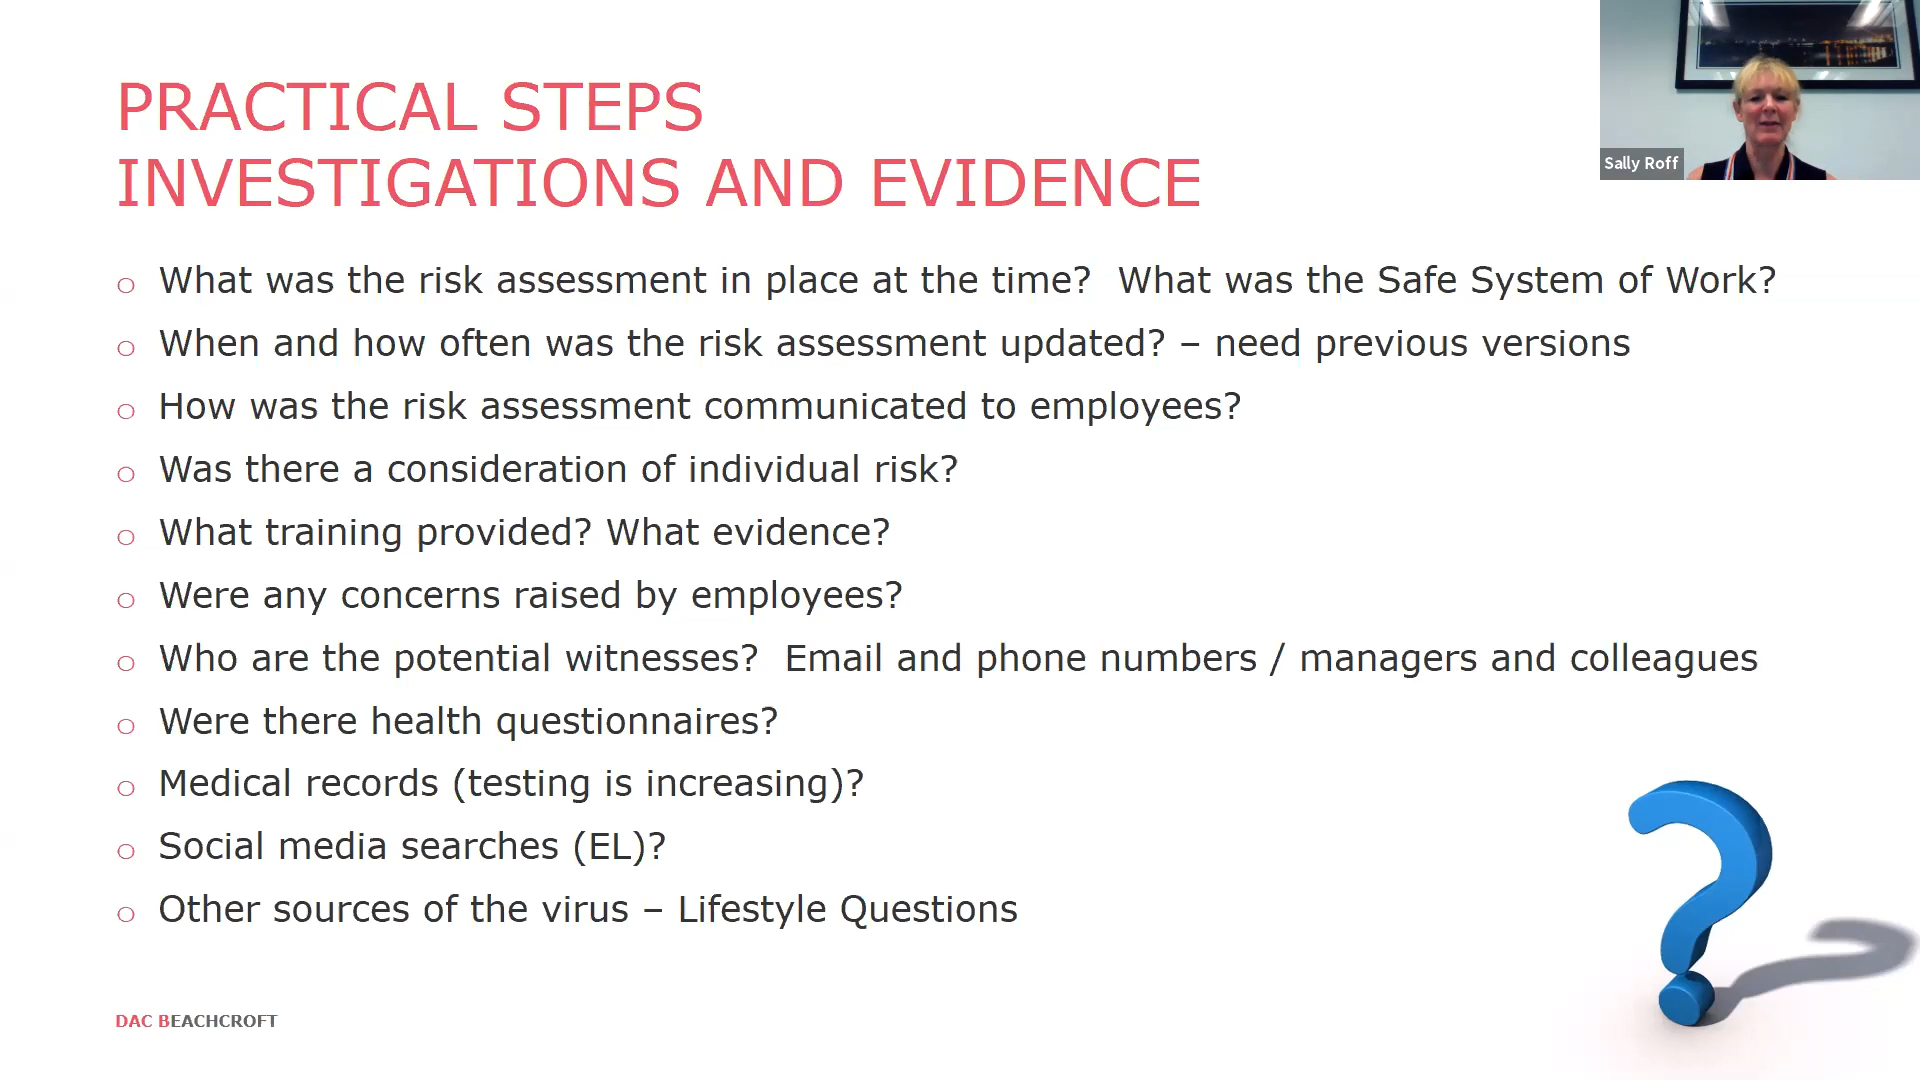 PRACTICAL STEPS
INVESTIGATIONS AND EVIDENCE
Sally Roff
o What was the risk assessment in place at the time?  What was the Safe System of Work?
o When and how often was the risk assessment updated? – need previous versions
o How was the risk assessment communicated to employees?
o Was there a consideration of individual risk?
o What training provided? What evidence?
o Were any concerns raised by employees?
o Who are the potential witnesses?  Email and phone numbers / managers and colleagues
o Were there health questionnaires?
o Medical records (testing is increasing)?
o Social media searches (EL)?
o Other sources of the virus – Lifestyle Questions
DAC BEACHCROFT